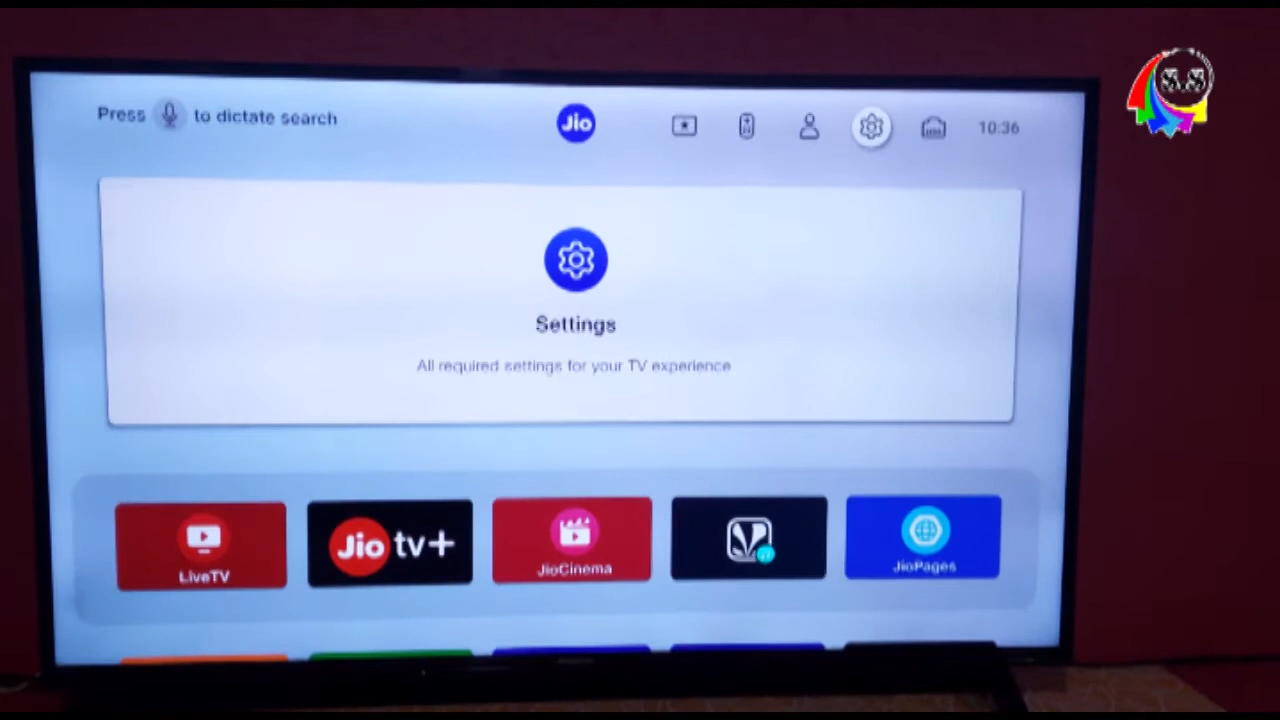 Press to dictate search
Jio
10:36
S.S
Settings
All required settings for your TV experience
LiveTV
Jio tv+
JioCinema
JioPages